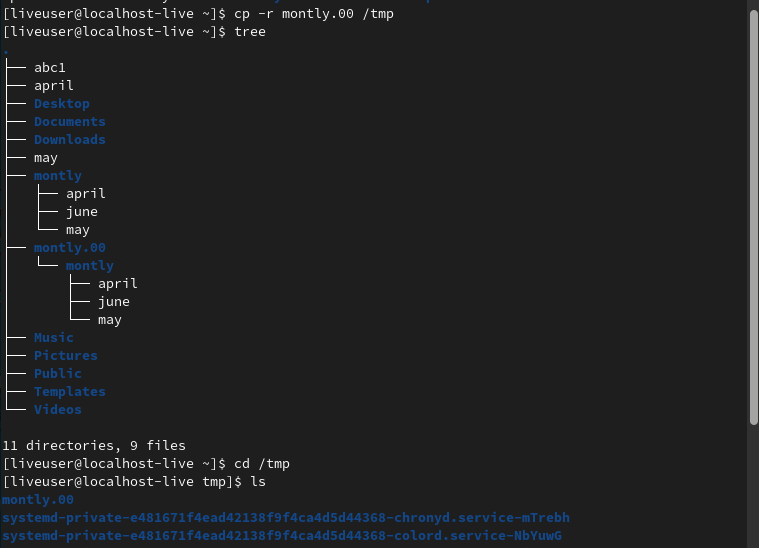 [liveuser@localhost-live ~]$ cp -r montly.00 /tmp
[liveuser@localhost-live ~]$ tree
.
├── abc1
├── april
├── Desktop
├── Documents
├── Downloads
├── may
├── montly
│   ├── april
│   ├── june
│   └── may
├── montly.00
│   └── montly
│       ├── april
│       ├── june
│       └── may
├── Music
├── Pictures
├── Public
├── Templates
└── Videos

11 directories, 9 files
[liveuser@localhost-live ~]$ cd /tmp
[liveuser@localhost-live tmp]$ ls
montly.00
systemd-private-e481671f4ead42138f9f4ca4d5d44368-chronyd.service-mTrebh
systemd-private-e481671f4ead42138f9f4ca4d5d44368-colord.service-NbYuwG